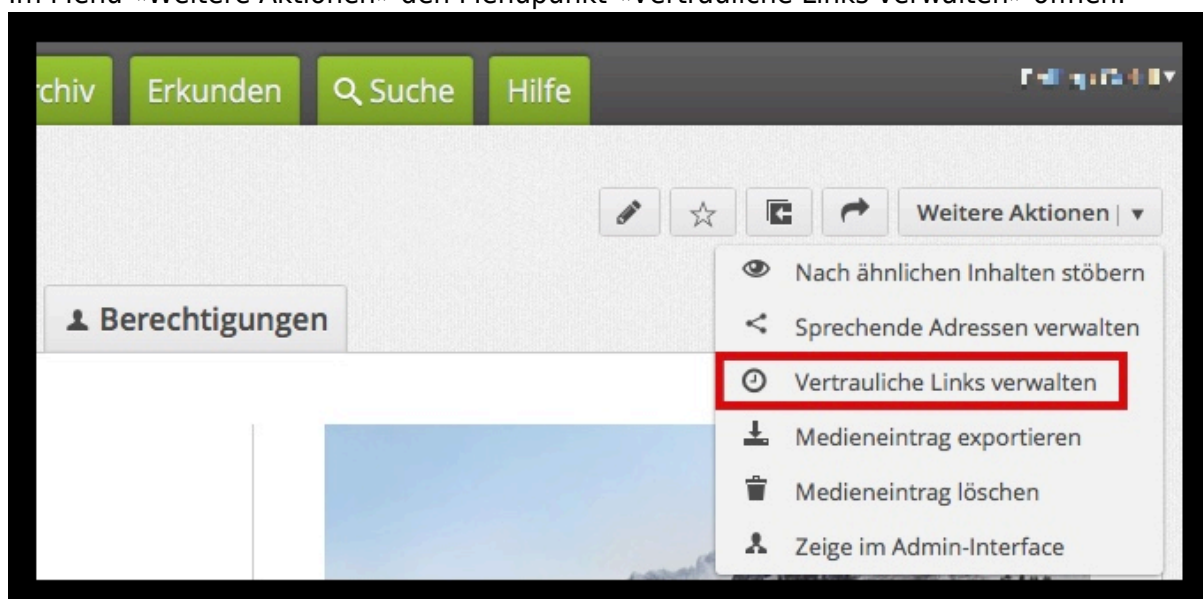 Im Menü «Weitere Aktionen» den Menüpunkt «Vertrauliche Links verwalten» öffnen.
rchiv Erkunden Suche Hilfe
Weitere Aktionen
Nach ähnlichen Inhalten stöbern
Berechtigungen
Sprechende Adressen verwalten
Vertrauliche Links verwalten
Medieneintrag exportieren
Medieneintrag löschen
Zeige im Admin-Interface